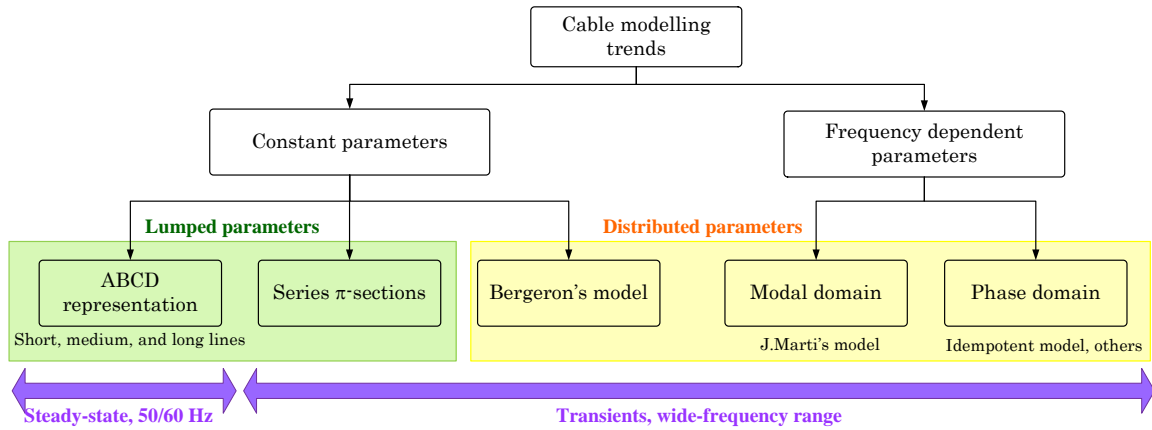 Cable modelling
trends
Constant parameters
Frequency dependent
parameters
Lumped parameters
Distributed parameters
ABCD
representation
Series π-sections
Bergeron's model
Modal domain
Phase domain
Short, medium, and long lines
J.Marti's model
Idempotent model, others
Steady-state, 50/60 Hz
Transients, wide-frequency range